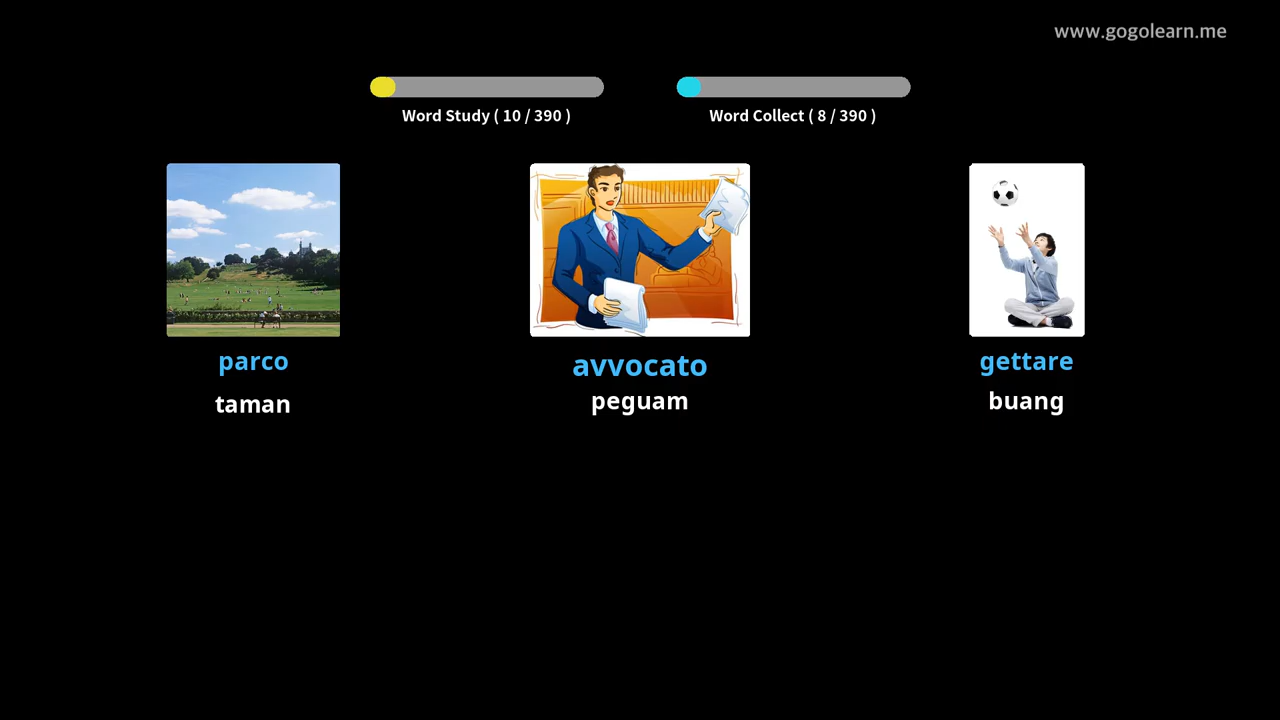 www.gogolearn.me
Word Study ( 10 / 390 )
Word Collect ( 8 / 390 )
parco
taman
avvocato
peguam
gettare
buang